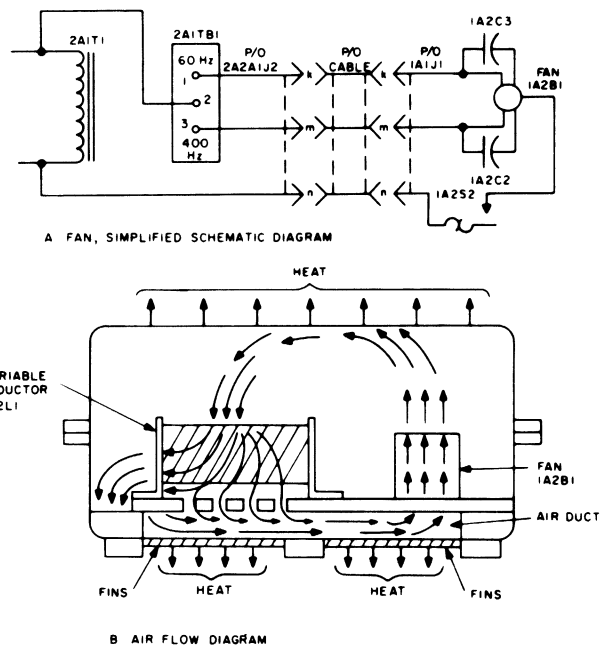 2A1T1
2A1TB1
60 Hz
1
2
3
400
Hz
P/O
2A2A1J2
P/O
CABLE
P/O
1A1J1
k
k
m
m
n
n
1A2C3
FAN
1A2B1
1A2C2
1A2S2
A FAN, SIMPLIFIED SCHEMATIC DIAGRAM
HEAT
RIABLE
DUCTOR
2L1
FAN
1A2B1
AIR DUCT
FINS
HEAT
HEAT
FINS
B AIR FLOW DIAGRAM